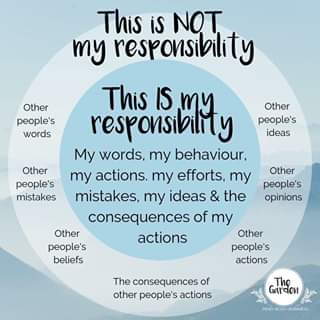 This is NOT
my responsibility
This IS my
responsibility
My words, my behaviour,
my actions. my efforts, my
mistakes, my ideas & the
consequences of my
actions
Other
people's
words
Other
people's
ideas
Other
people's
mistakes
Other
people's
opinions
Other
people's
beliefs
Other
people's
actions
The consequences of
other people's actions
The
Garden